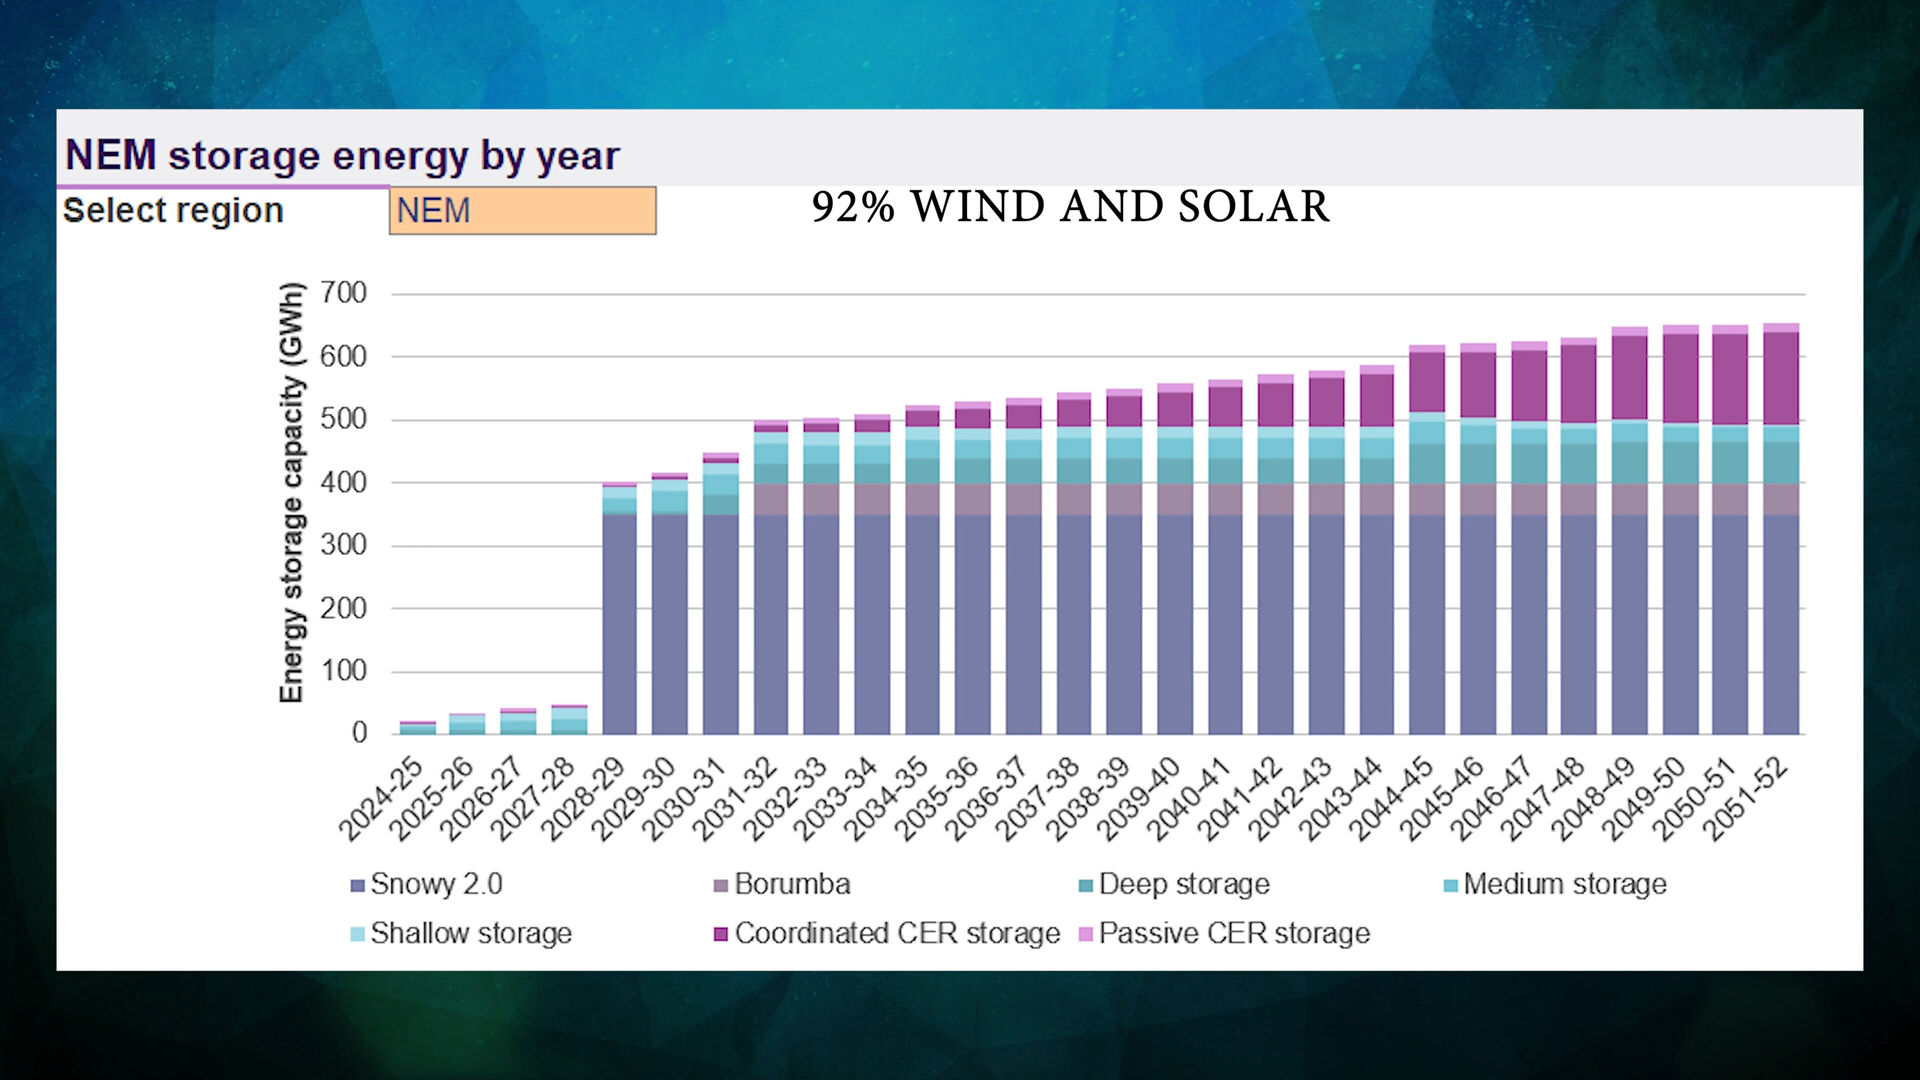 NEM storage energy by year
Select region NEM 92% WIND AND SOLAR
Energy storage capacity (GWh)
700
600
500
400
300
200
100
0
2024-25 2025-26 2026-27 2027-28 2028-29 2029-30 2030-31 2031-32 2032-33 2033-34 2034-35 2035-36 2036-37 2037-38 2038-39 2039-40 2040-41 2041-42 2042-43 2043-44 2044-45 2045-46 2046-47 2047-48 2048-49 2049-50 2050-51 2051-52
Snowy 2.0 Borumba Deep storage Medium storage
Shallow storage Coordinated CER storage Passive CER storage